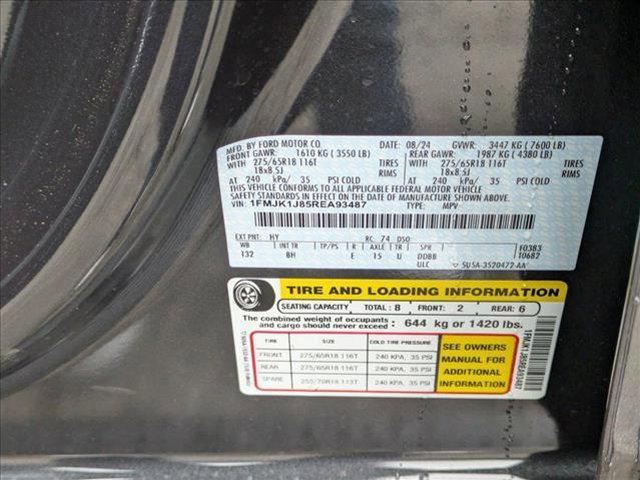 MFD. BY FORD MOTOR CO. 08/24 GVWR: 3447 KG ( 7600 LB)
FRONT GAWR: 1610 KG ( 3550 LB) REAR GAWR: 1987 KG ( 4380 LB)
WITH 275/65R18 116T TIRES WITH 275/65R18 116T TIRES
18x8.5J RIMS 18x8.5J RIMS
AT 240 kPa/ 35 PSI COLD AT 240 kPa/ 35 PSI COLD
THIS VEHICLE CONFORMS TO ALL APPLICABLE FEDERAL MOTOR VEHICLE
SAFETY STANDARDS IN EFFECT ON THE DATE OF MANUFACTURE SHOWN ABOVE.
VIN: 1FMJK1J85REA93487 TYPE: MPV
EXT PNT: HY RC: 74 DSO: F0383
WB INT TR TP/PS R AXLE TR SPR 10682
132 BH E 15 U DDBB
ULC 5U5A-3520472-AA
TIRE AND LOADING INFORMATION
SEATING CAPACITY TOTAL: 8 FRONT: 2 REAR: 6
The combined weight of occupants and cargo should never exceed : 644 kg or 1420 lbs.
TIRE SIZE COLD TIRE PRESSURE
FRONT 275/65R18 116T 240 KPA, 35 PSI
REAR 275/65R18 116T 240 KPA, 35 PSI
SPARE 255/70R18 113T 240 KPA, 35 PSI
SEE OWNERS
MANUAL FOR
ADDITIONAL
INFORMATION
1FMJK1J85REA93487